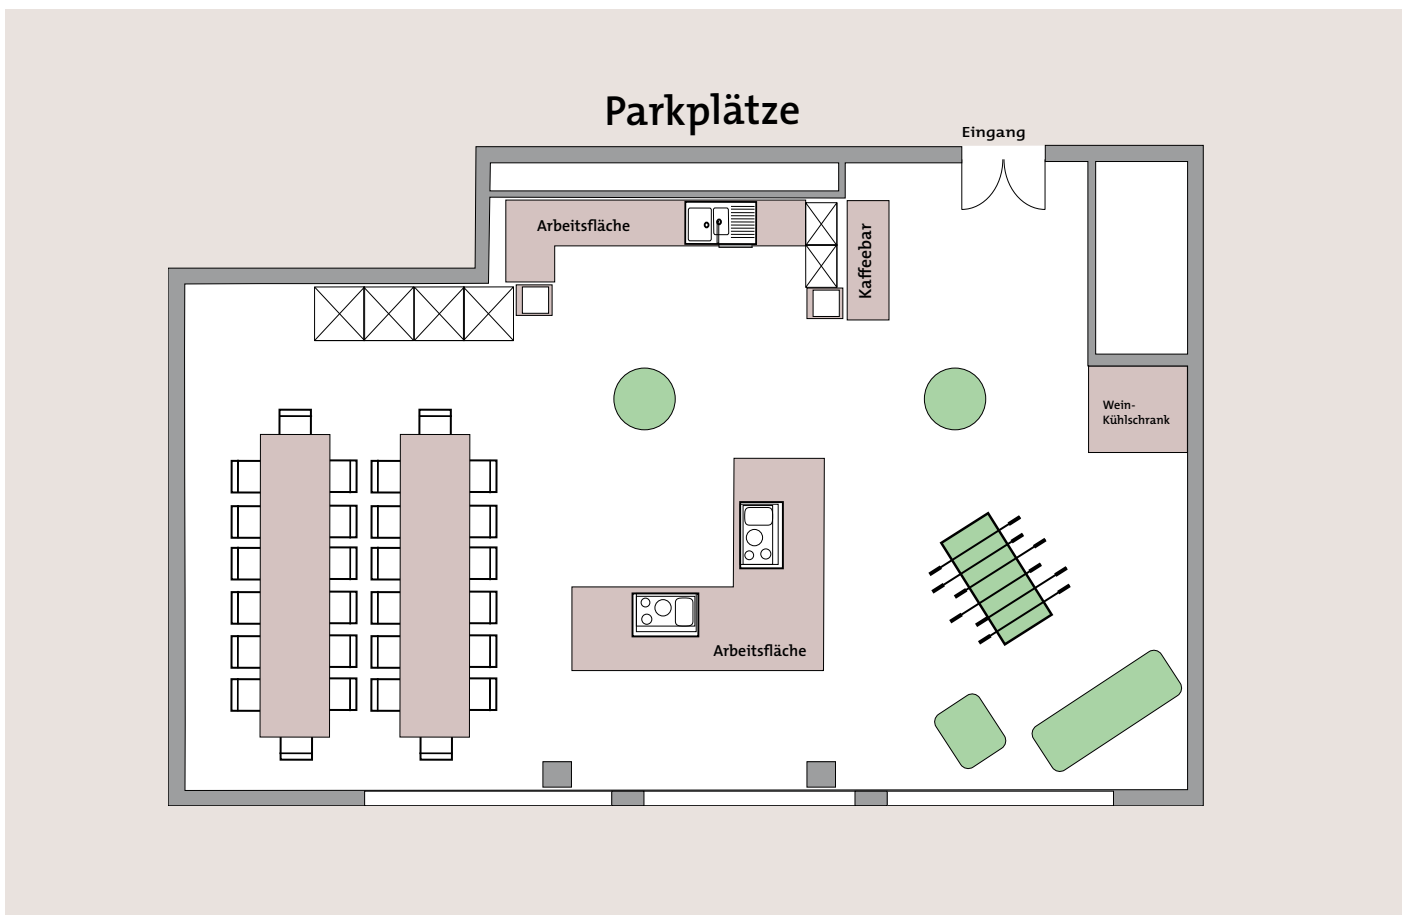 Parkplätze
Eingang
Arbeitsfläche
Kaffeebar
Wein-
Kühlschrank
Arbeitsfläche